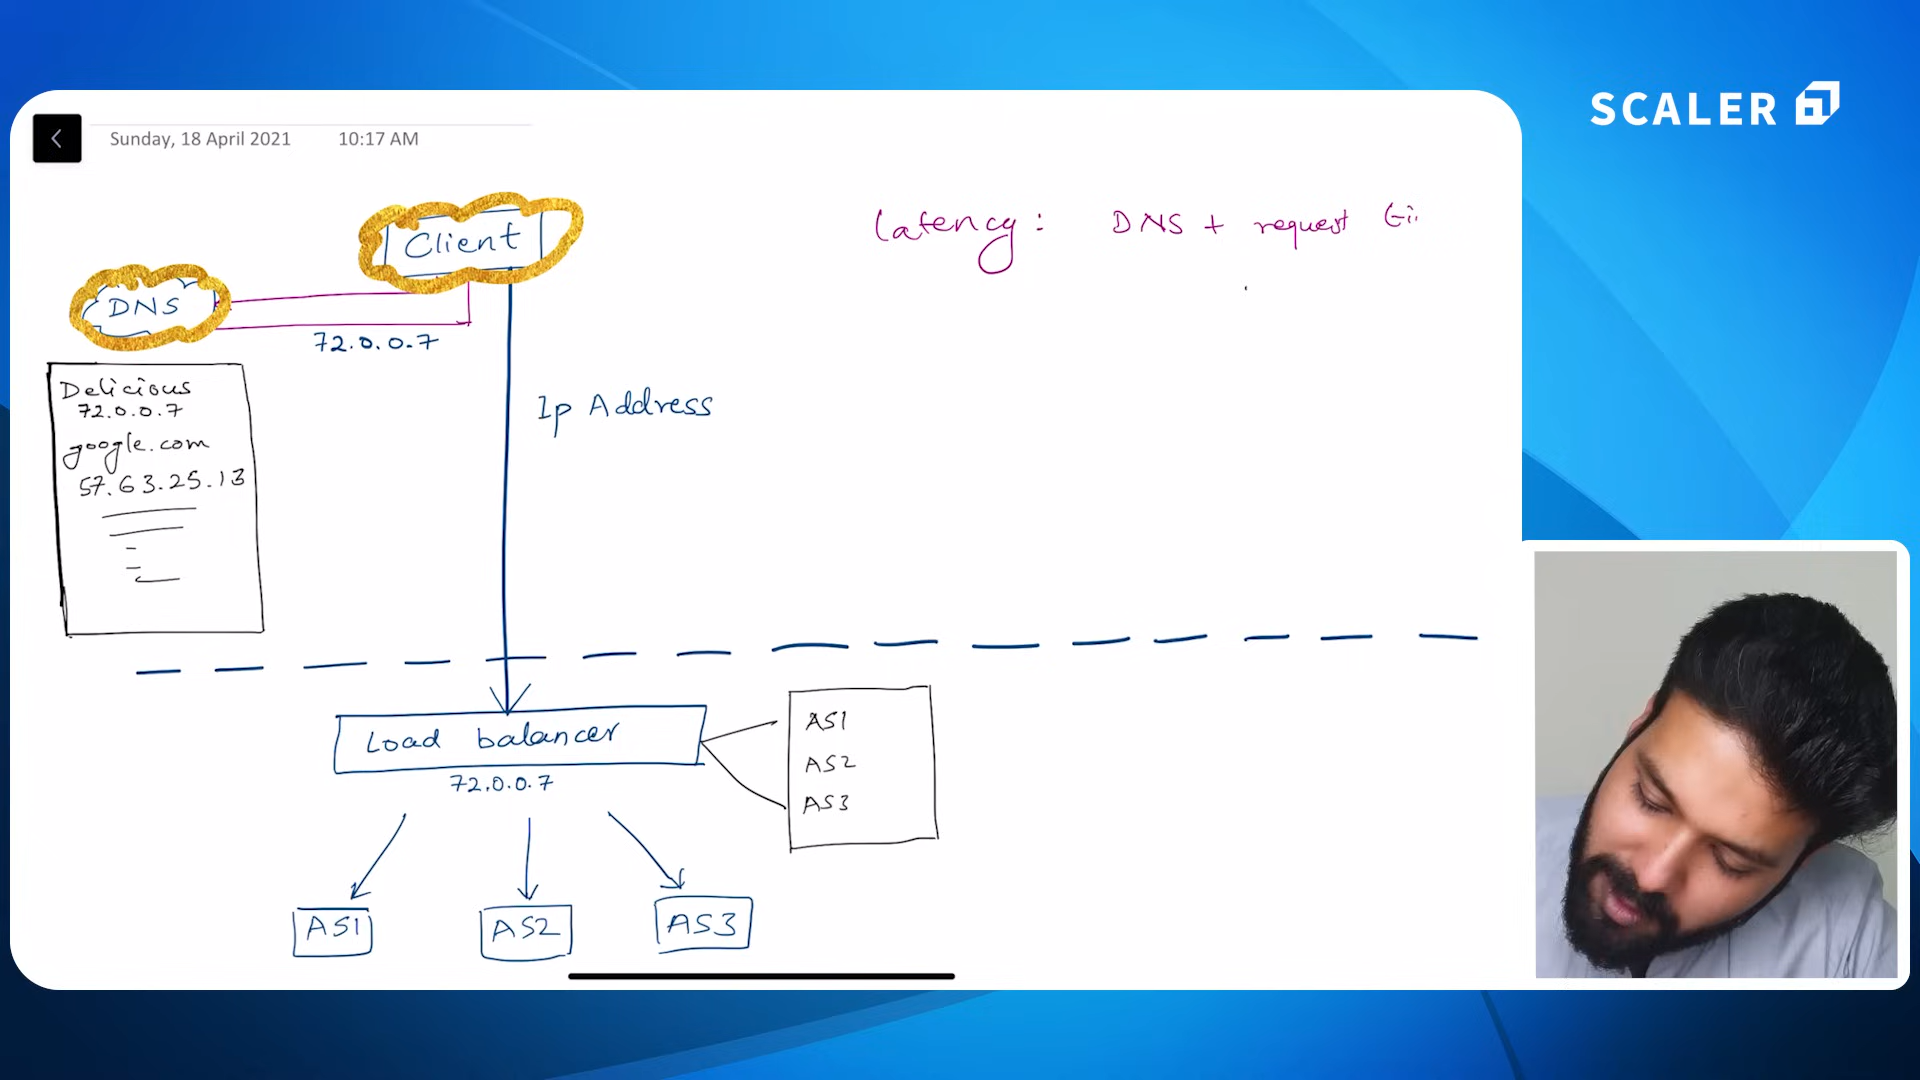 SCALER
Sunday, 18 April 2021 10:17 AM
Client
Latency: DNS + request
DNS
72.0.0.7
Delicious
72.0.0.7
google.com
57.63.25.13
Ip Address
Load balancer
72.0.0.7
AS1
AS2
AS3
AS1 AS2 AS3